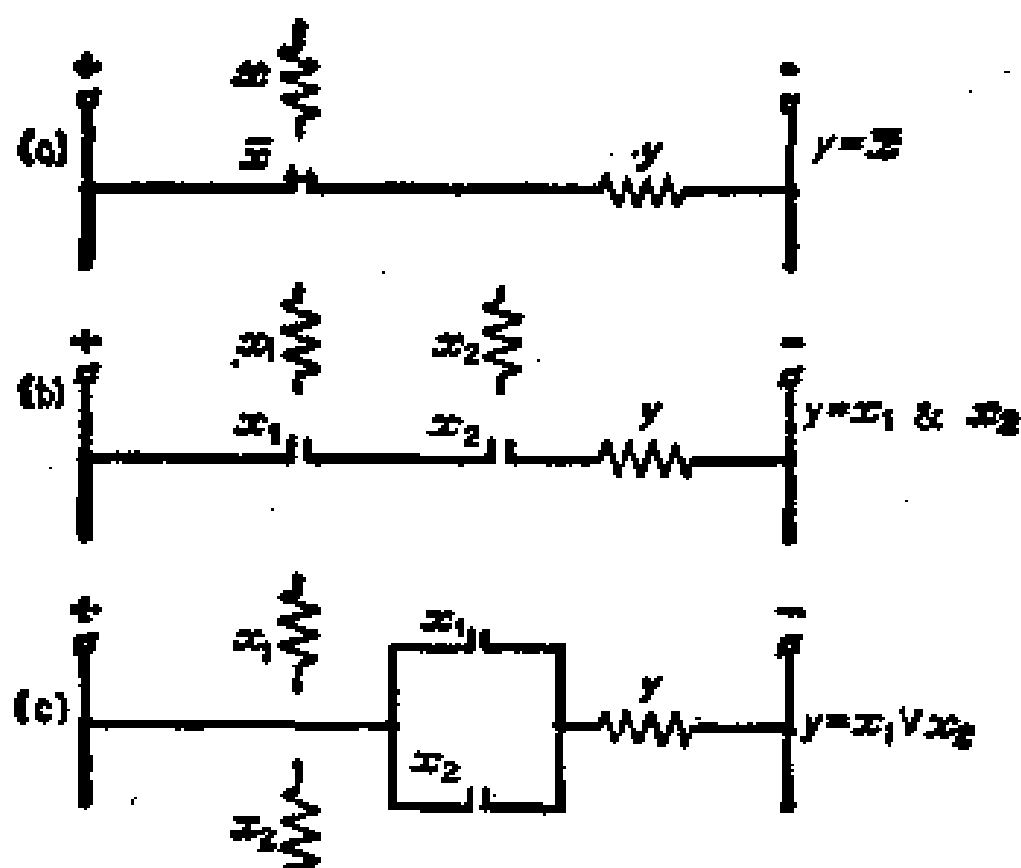 + -
x
(a) x̄ y y=x̄
+ -
x₁ x₂
(b) x₁ x₂ y y=x₁ & x₂
+ -
x₁ x₁
(c) y y=x₁ V x₂
x₂
x₂